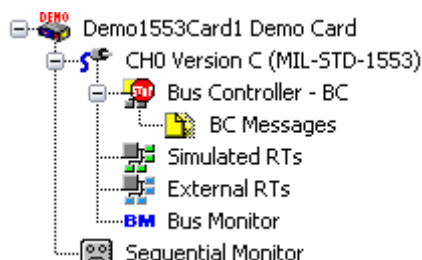 DEMO
Demo1553Card1 Demo Card
CH0 Version C (MIL-STD-1553)
Bus Controller - BC
BC Messages
Simulated RTs
External RTs
BM Bus Monitor
Sequential Monitor